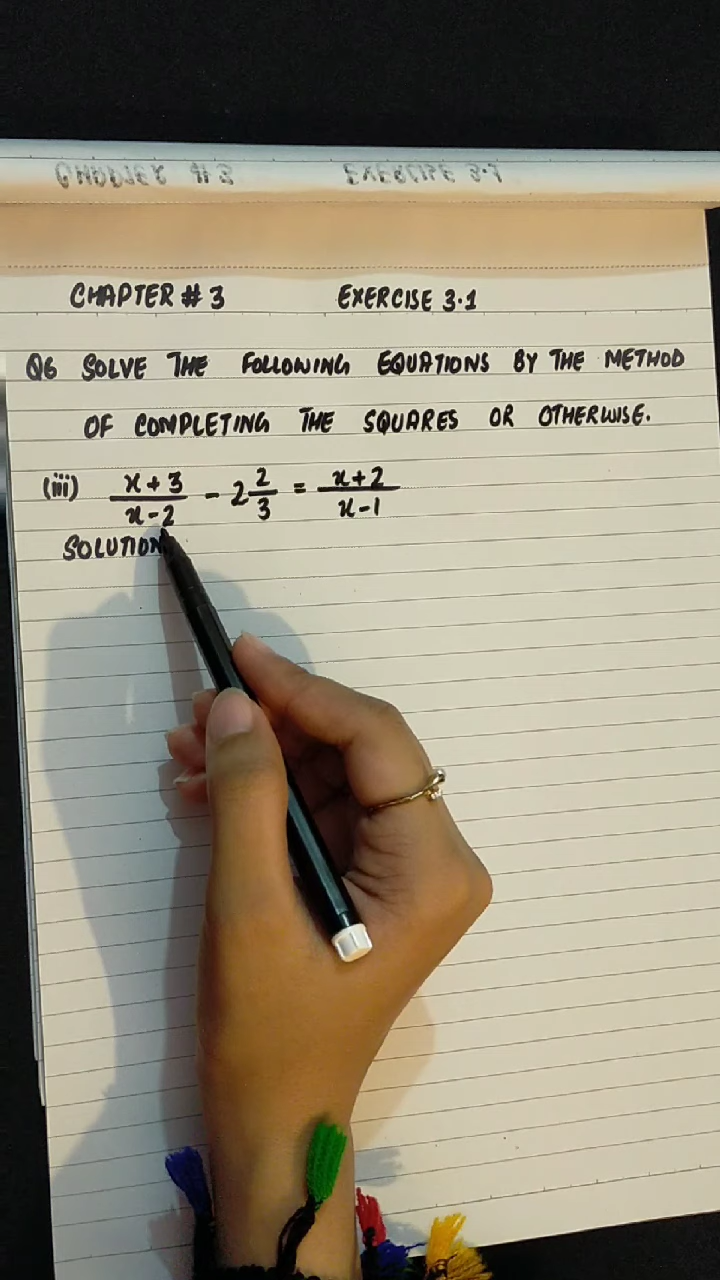 CHAPTER # 3 EXERCISE 3.1
Q6 SOLVE THE FOLLOWING EQUATIONS BY THE METHOD
OF COMPLETING THE SQUARES OR OTHERWISE.
(iii) x+3/x-2 - 2 2/3 = x+2/x-1
SOLUTION